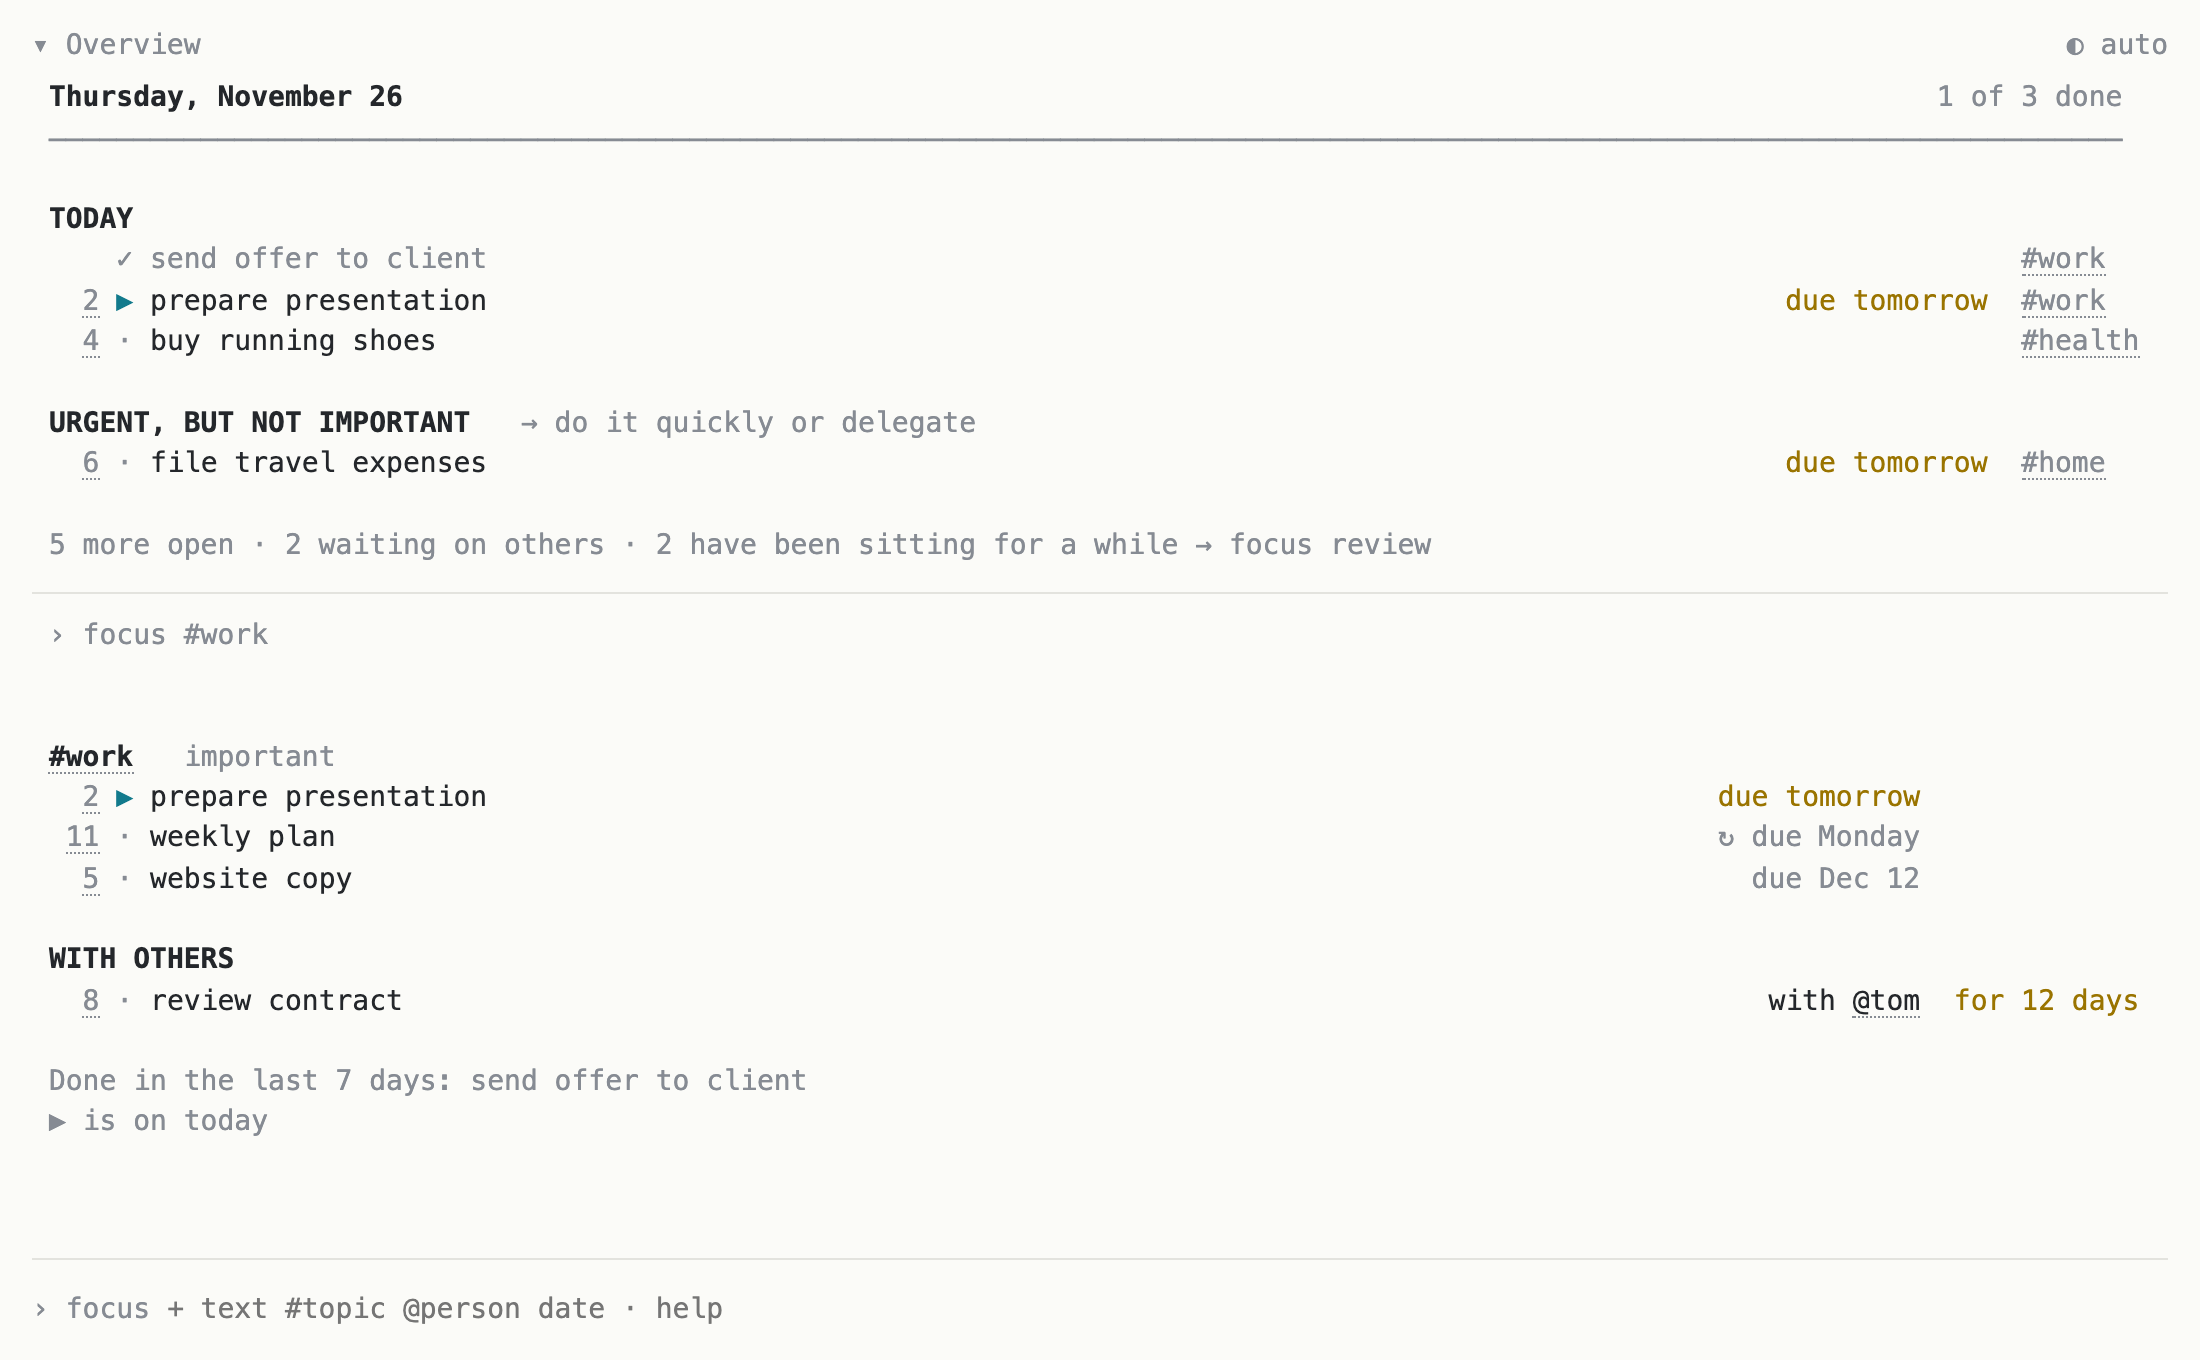 ▾ Overview ◐ auto
Thursday, November 26 1 of 3 done
TODAY
✓ send offer to client #work
2 ▶ prepare presentation due tomorrow #work
4 · buy running shoes #health
URGENT, BUT NOT IMPORTANT → do it quickly or delegate
6 · file travel expenses due tomorrow #home
5 more open · 2 waiting on others · 2 have been sitting for a while → focus review
› focus #work
#work important
2 ▶ prepare presentation due tomorrow
11 · weekly plan ↻ due Monday
5 · website copy due Dec 12
WITH OTHERS
8 · review contract with @tom for 12 days
Done in the last 7 days: send offer to client
▶ is on today
› focus + text #topic @person date · help